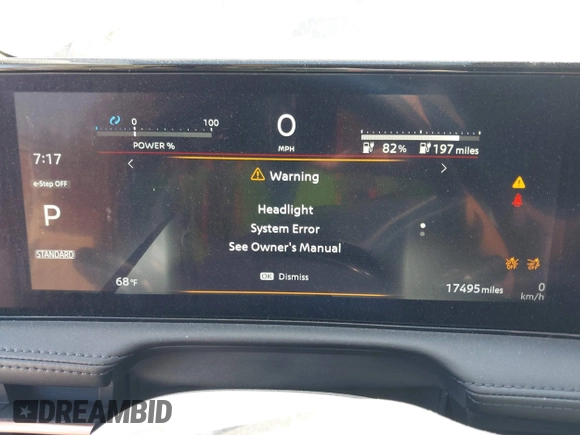 0 100
POWER %
0
MPH
82% 197 miles
7:17
e-Step OFF
P
STANDARD
68°F
Warning
Headlight
System Error
See Owner's Manual
OK Dismiss
17495 miles
0
km/h
DREAMBID